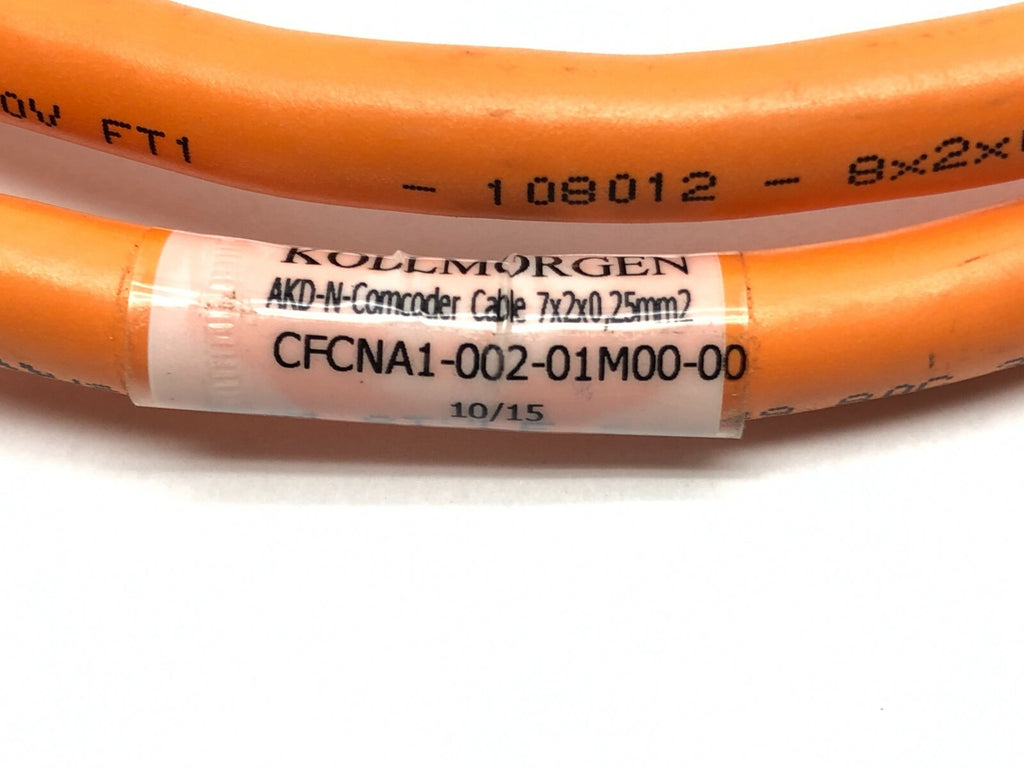 0V FT1 - 108012 - 8x2x
KOLLMORGEN
AKD-N-Comcoder Cable 7x2x0,25mm2
CFCNA1-002-01M00-00
10/15